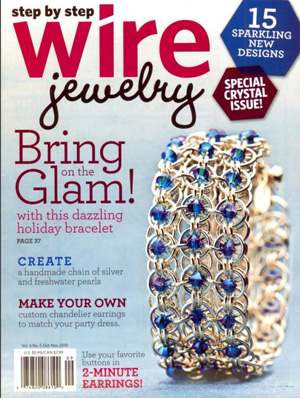 step by step
wire
jewelry
15
SPARKLING
NEW
DESIGNS
SPECIAL
CRYSTAL
ISSUE!
Bring
on the
Glam!
with this dazzling
holiday bracelet
PAGE 37
CREATE
a handmade chain of silver
and freshwater pearls
MAKE YOUR OWN
custom chandelier earrings
to match your party dress.
Use your favorite
buttons in
2-MINUTE
EARRINGS!